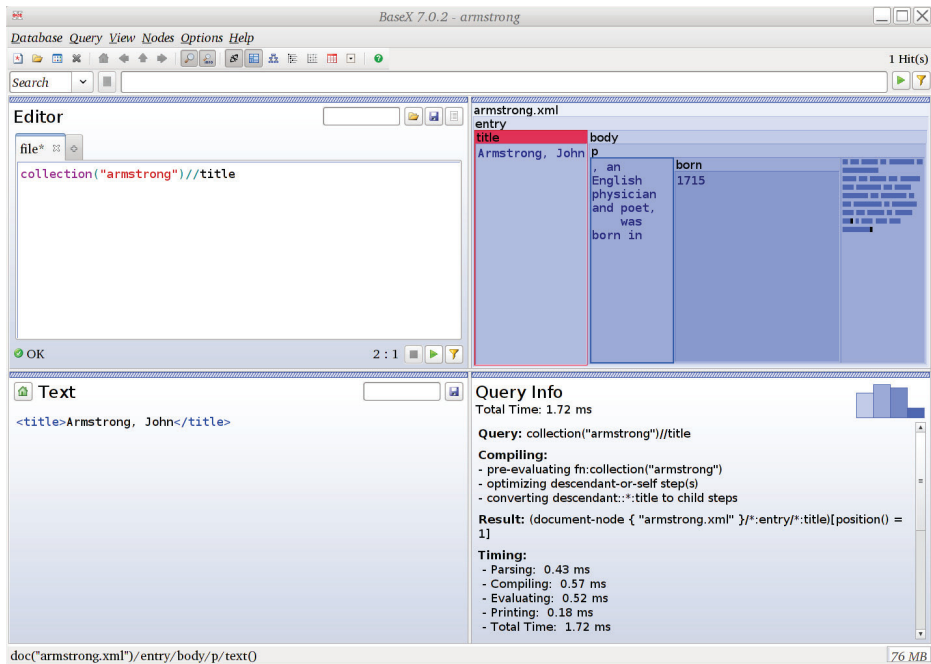 BaseX 7.0.2 - armstrong
Database Query View Nodes Options Help
1 Hit(s)
Search
Editor
file*
collection("armstrong")//title
OK
2 : 1
armstrong.xml
entry
title
body
Armstrong, John
p
, an
English
physician
and poet,
was
born in
born
1715
Text
<title>Armstrong, John</title>
Query Info
Total Time: 1.72 ms
Query: collection("armstrong")//title
Compiling:
- pre-evaluating fn:collection("armstrong")
- optimizing descendant-or-self step(s)
- converting descendant::*:title to child steps
Result: (document-node { "armstrong.xml" }/*:entry/*:title)[position() =
1]
Timing:
- Parsing: 0.43 ms
- Compiling: 0.57 ms
- Evaluating: 0.52 ms
- Printing: 0.18 ms
- Total Time: 1.72 ms
doc("armstrong.xml")/entry/body/p/text()
76 MB